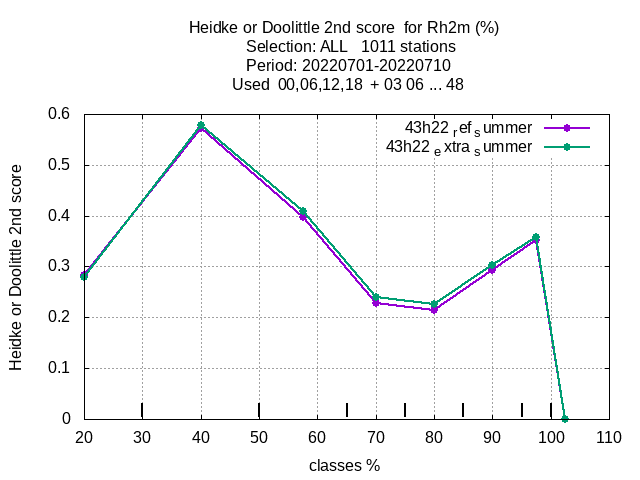 Heidke or Doolittle 2nd score  for Rh2m (%)
Selection: ALL   1011 stations
Period: 20220701-20220710
Used  00,06,12,18  + 03 06 ... 48
43h22 ref summer
43h22 extra summer
Heidke or Doolittle 2nd score
0.6
0.5
0.4
0.3
0.2
0.1
0
20 30 40 50 60 70 80 90 100 110
classes %